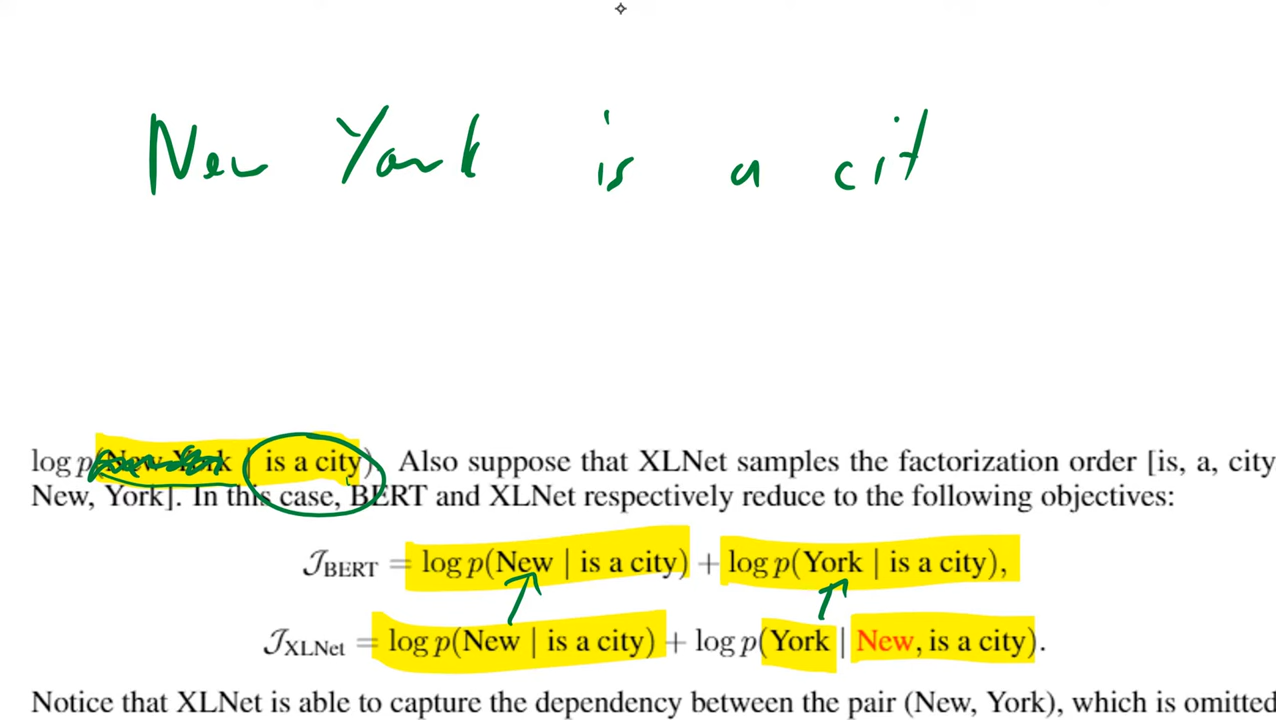 New York is a cit
log p(New York | is a city). Also suppose that XLNet samples the factorization order [is, a, city
New, York]. In this case, BERT and XLNet respectively reduce to the following objectives:
𝒥BERT = log p(New | is a city) + log p(York | is a city),
𝒥XLNet = log p(New | is a city) + log p(York | New, is a city).
Notice that XLNet is able to capture the dependency between the pair (New, York), which is omitted